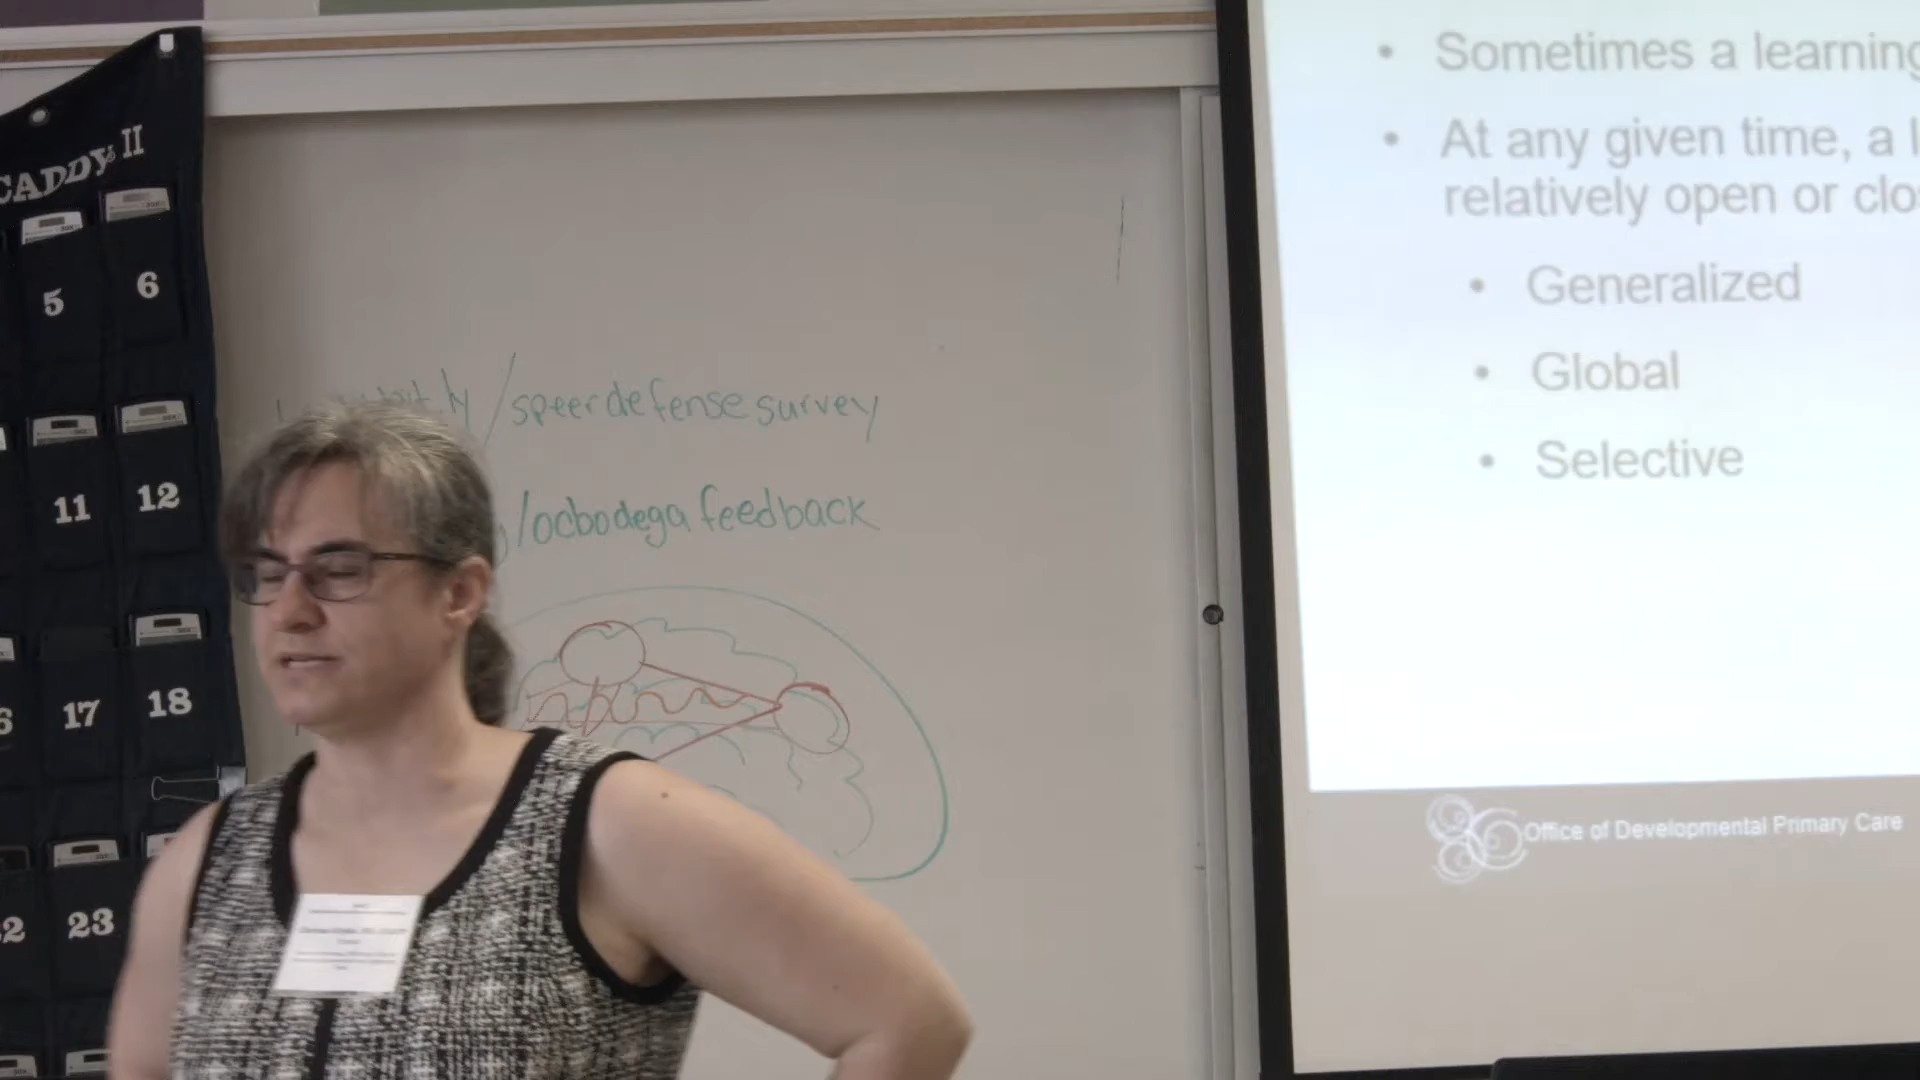 CADDY II
5 6
11 12
17 18
23
/speerdefensesurvey
/ocbodega feedback
• Sometimes a learning
• At any given time, a l
relatively open or clo
• Generalized
• Global
• Selective
Office of Developmental Primary Care